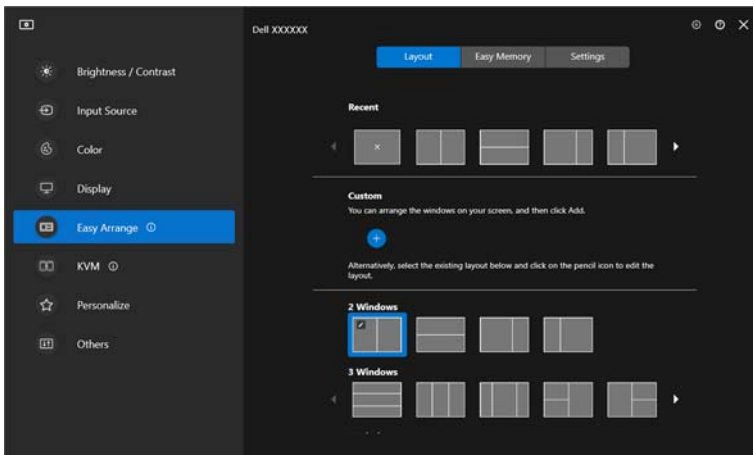 Dell XXXXXX
Layout
Easy Memory
Settings
Brightness / Contrast
Input Source
Color
Display
Easy Arrange
KVM
Personalize
Others
Recent
Custom
You can arrange the windows on your screen, and then click Add.
Alternatively, select the existing layout below and click on the pencil icon to edit the
layout.
2 Windows
3 Windows